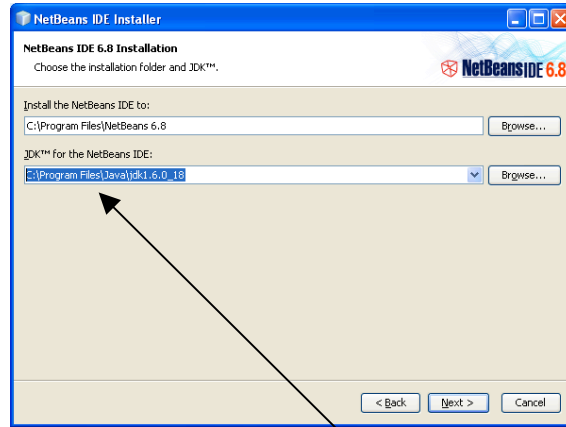 NetBeans IDE Installer
NetBeans IDE 6.8 Installation
Choose the installation folder and JDK™.
NetBeans IDE 6.8
Install the NetBeans IDE to:
C:\Program Files\NetBeans 6.8
Browse...
JDK™ for the NetBeans IDE:
C:\Program Files\Java\jdk1.6.0_18
Browse...
< Back
Next >
Cancel